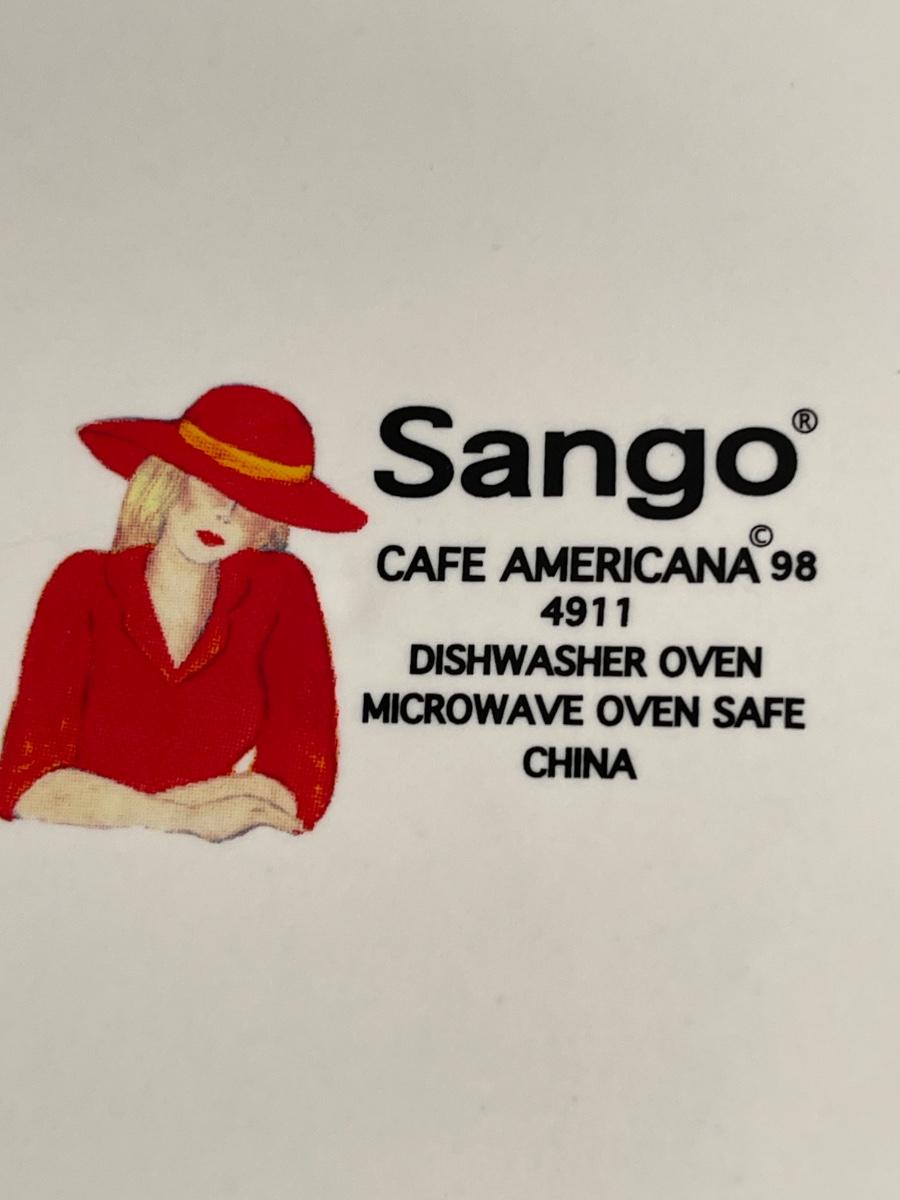 Sango®
CAFE AMERICANA © 98
4911
DISHWASHER OVEN
MICROWAVE OVEN SAFE
CHINA